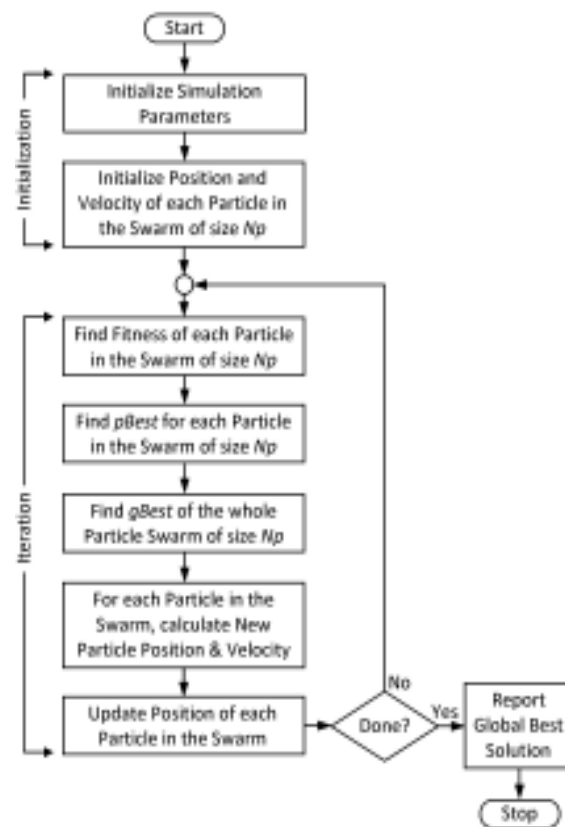 Start
Initialization
Initialize Simulation
Parameters
Initialize Position and
Velocity of each Particle in
the Swarm of size Np
Iteration
Find Fitness of each Particle
in the Swarm of size Np
Find pBest for each Particle
in the Swarm of size Np
Find gBest of the whole
Particle Swarm of size Np
For each Particle in the
Swarm, calculate New
Particle Position & Velocity
Update Position of each
Particle in the Swarm
Done?
No
Yes
Report
Global Best
Solution
Stop